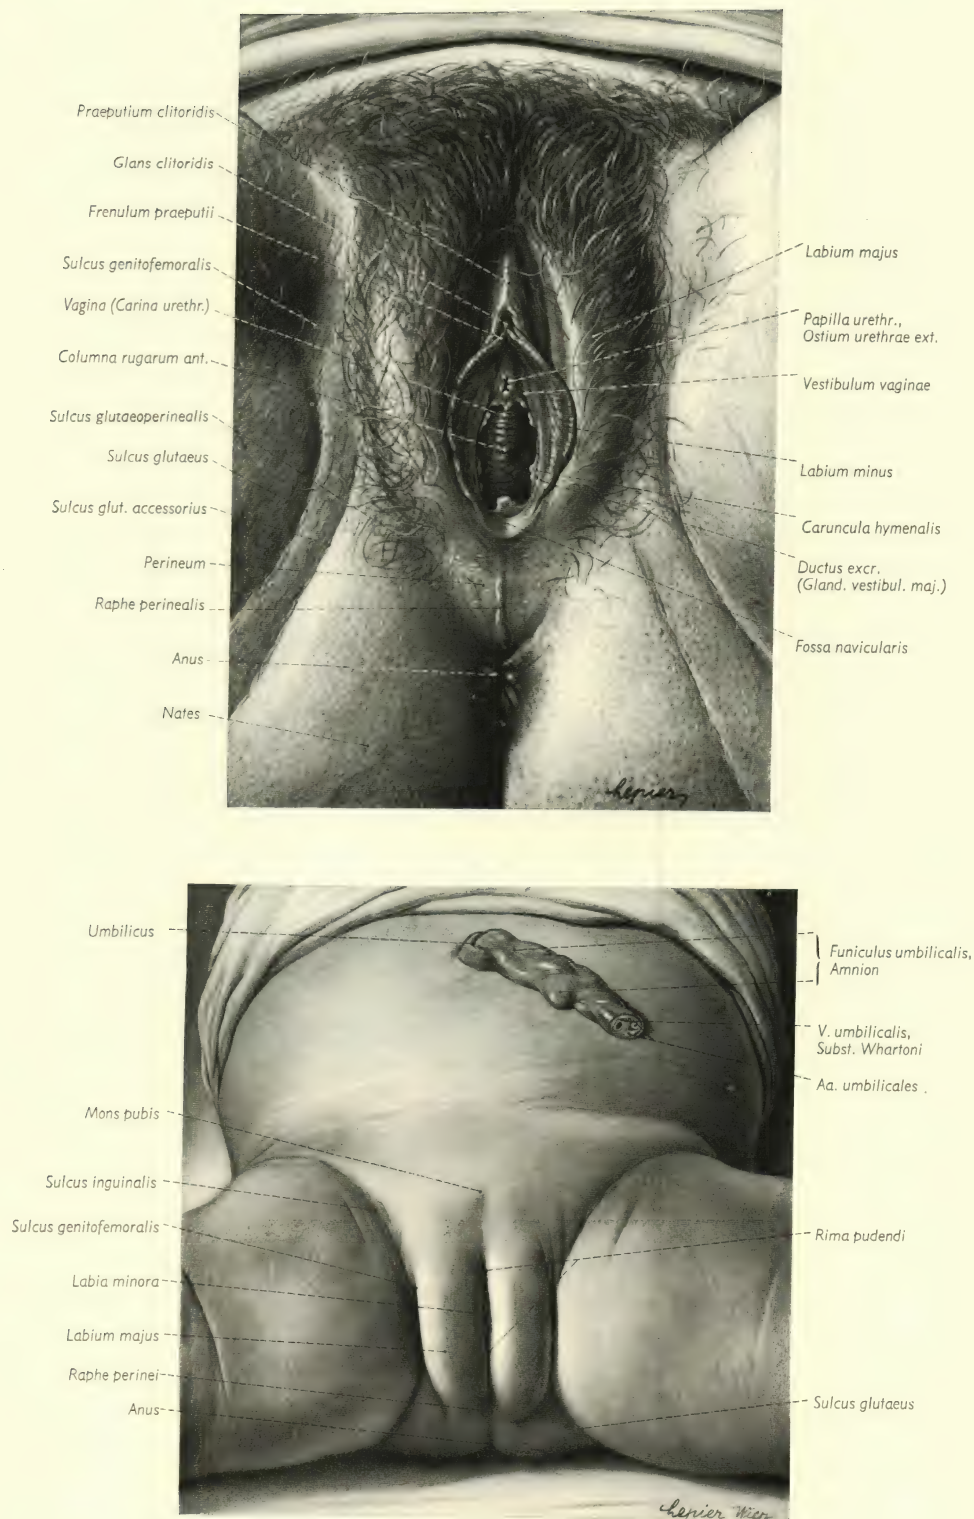 Praeputium clitoridis
Glans clitoridis
Frenulum praeputii
Sulcus genitofemoralis
Vagina (Carina urethr.)
Columna rugarum ant.
Sulcus glutaeoperinealis
Sulcus glutaeus
Sulcus glut. accessorius
Perineum
Raphe perinealis
Anus
Nates
Labium majus
Papilla urethr.,
Ostium urethrae ext.
Vestibulum vaginae
Labium minus
Caruncula hymenalis
Ductus excr.
(Gland. vestibul. maj.)
Fossa navicularis
lepier
Umbilicus
Mons pubis
Sulcus inguinalis
Sulcus genitofemoralis
Labia minora
Labium majus
Raphe perinei
Anus
Funiculus umbilicalis,
Amnion
V. umbilicalis,
Subst. Whartoni
Aa. umbilicales
Rima pudendi
Sulcus glutaeus
lepier Wien